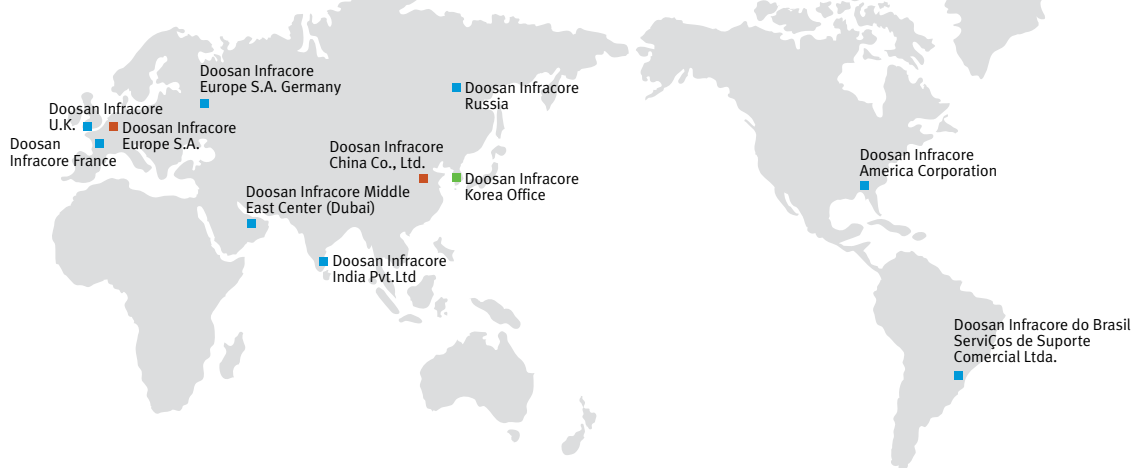 Doosan Infracore
Europe S.A. Germany
Doosan Infracore
Russia
Doosan Infracore
U.K.
Doosan Infracore
Europe S.A.
Doosan
Infracore France
Doosan Infracore
China Co., Ltd.
Doosan Infracore
Korea Office
Doosan Infracore
America Corporation
Doosan Infracore Middle
East Center (Dubai)
Doosan Infracore
India Pvt.Ltd
Doosan Infracore do Brasil
ServiÇos de Suporte
Comercial Ltda.